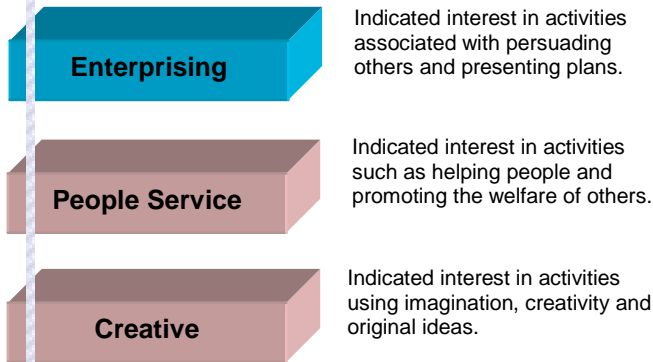 Enterprising
Indicated interest in activities
associated with persuading
others and presenting plans.
People Service
Indicated interest in activities
such as helping people and
promoting the welfare of others.
Creative
Indicated interest in activities
using imagination, creativity and
original ideas.